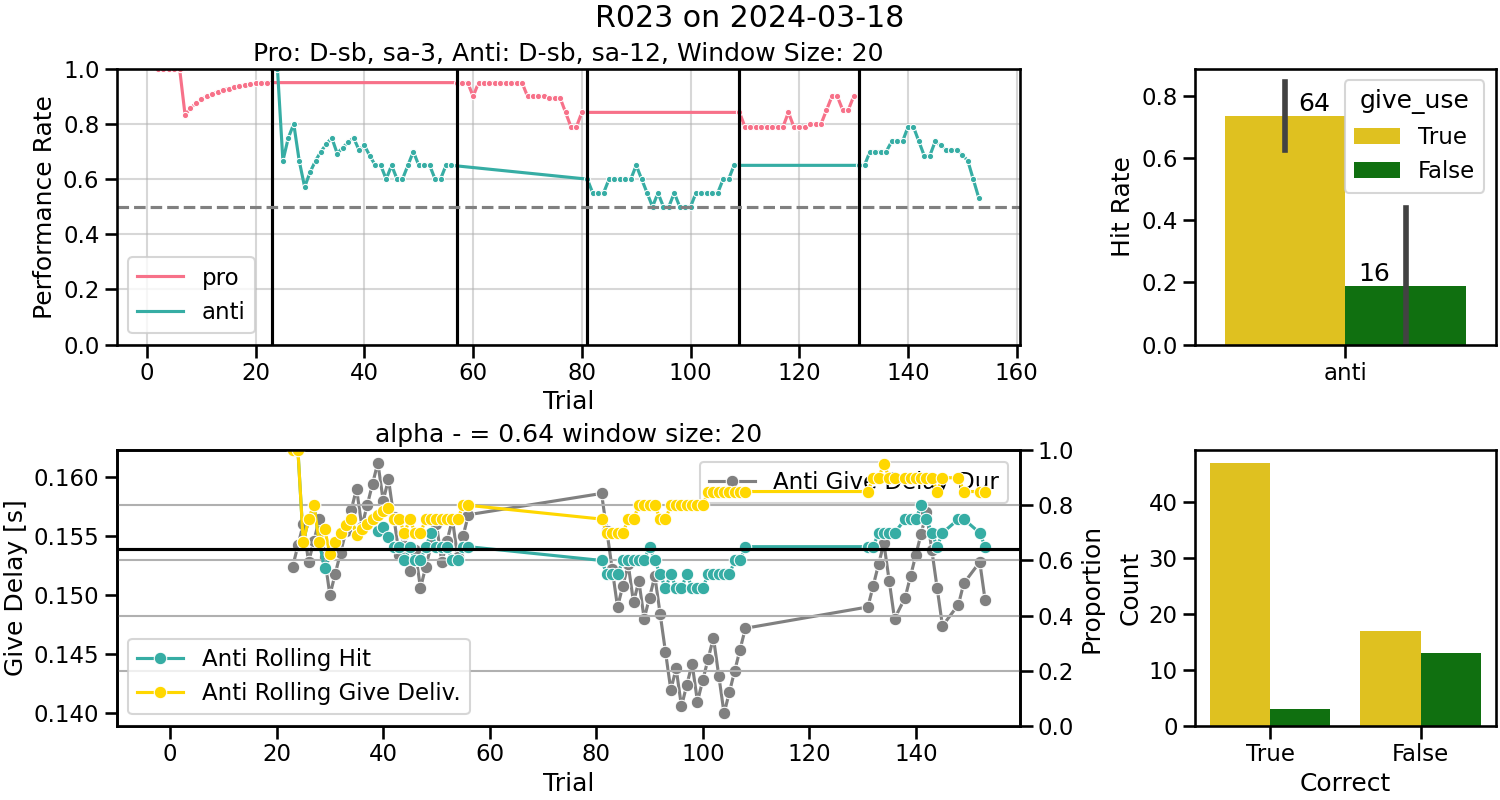 R023 on 2024-03-18
Pro: D-sb, sa-3, Anti: D-sb, sa-12, Window Size: 20
Performance Rate
1.0
0.8
0.6
0.4
0.2
0.0
pro
anti
0 20 40 60 80 100 120 140 160
Trial
Hit Rate
0.8
0.6
0.4
0.2
0.0
64
16
give_use
True
False
anti
alpha - = 0.64 window size: 20
Give Delay [s]
0.160
0.155
0.150
0.145
0.140
Anti Give Delay Dur
Anti Rolling Hit
Anti Rolling Give Deliv.
1.0
0.8
0.6
0.4
0.2
0.0
Proportion
0 20 40 60 80 100 120 140
Trial
Count
40
30
20
10
0
True False
Correct